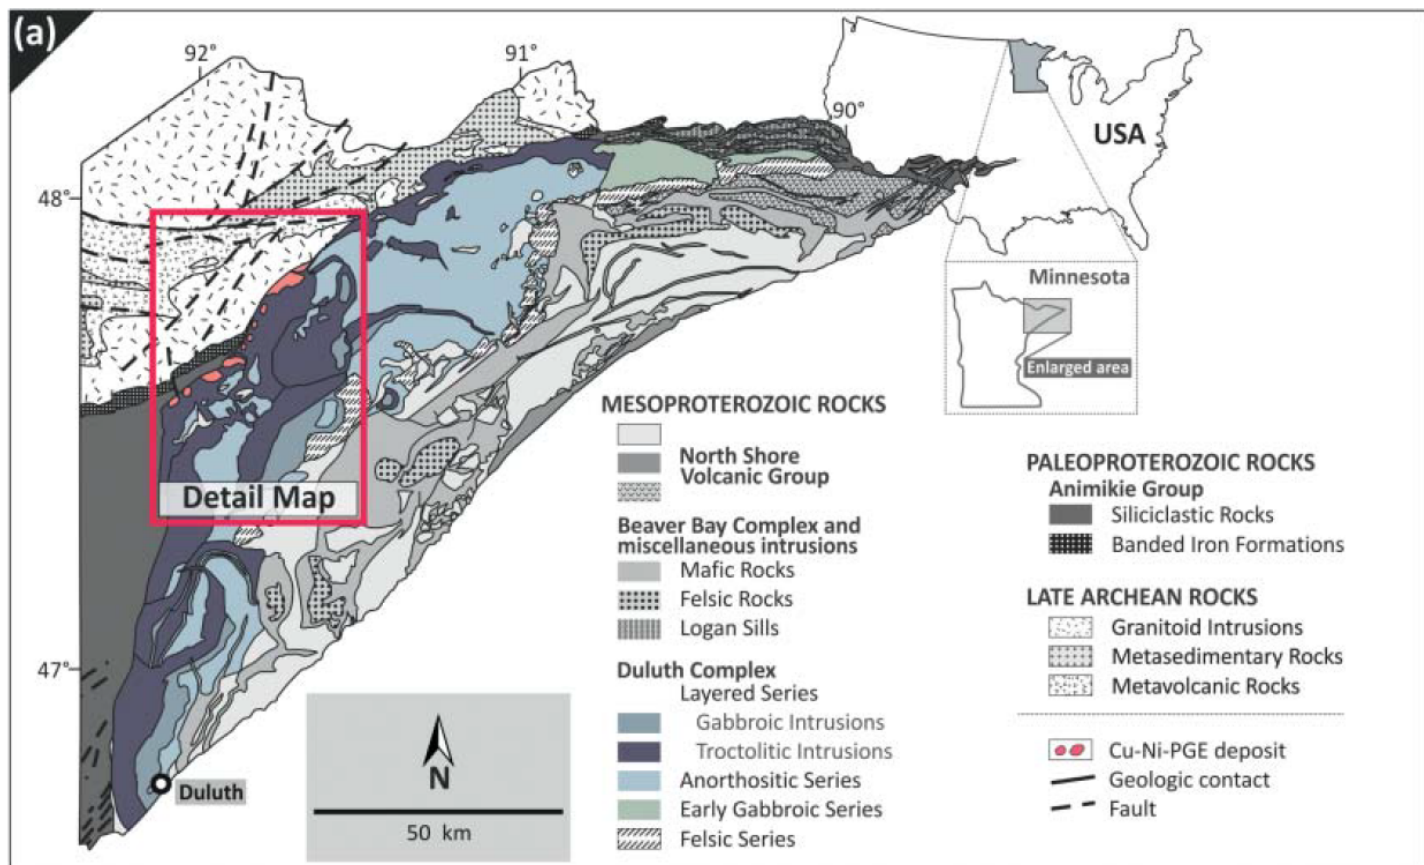 (a)
92°
91°
90°
USA
48°
Minnesota
Enlarged area
Detail Map
47°
Duluth
N
50 km
MESOPROTEROZOIC ROCKS
North Shore
Volcanic Group
Beaver Bay Complex and
miscellaneous intrusions
Mafic Rocks
Felsic Rocks
Logan Sills
Duluth Complex
Layered Series
Gabbroic Intrusions
Troctolitic Intrusions
Anorthositic Series
Early Gabbroic Series
Felsic Series
PALEOPROTEROZOIC ROCKS
Animikie Group
Siliciclastic Rocks
Banded Iron Formations
LATE ARCHEAN ROCKS
Granitoid Intrusions
Metasedimentary Rocks
Metavolcanic Rocks
Cu-Ni-PGE deposit
Geologic contact
Fault